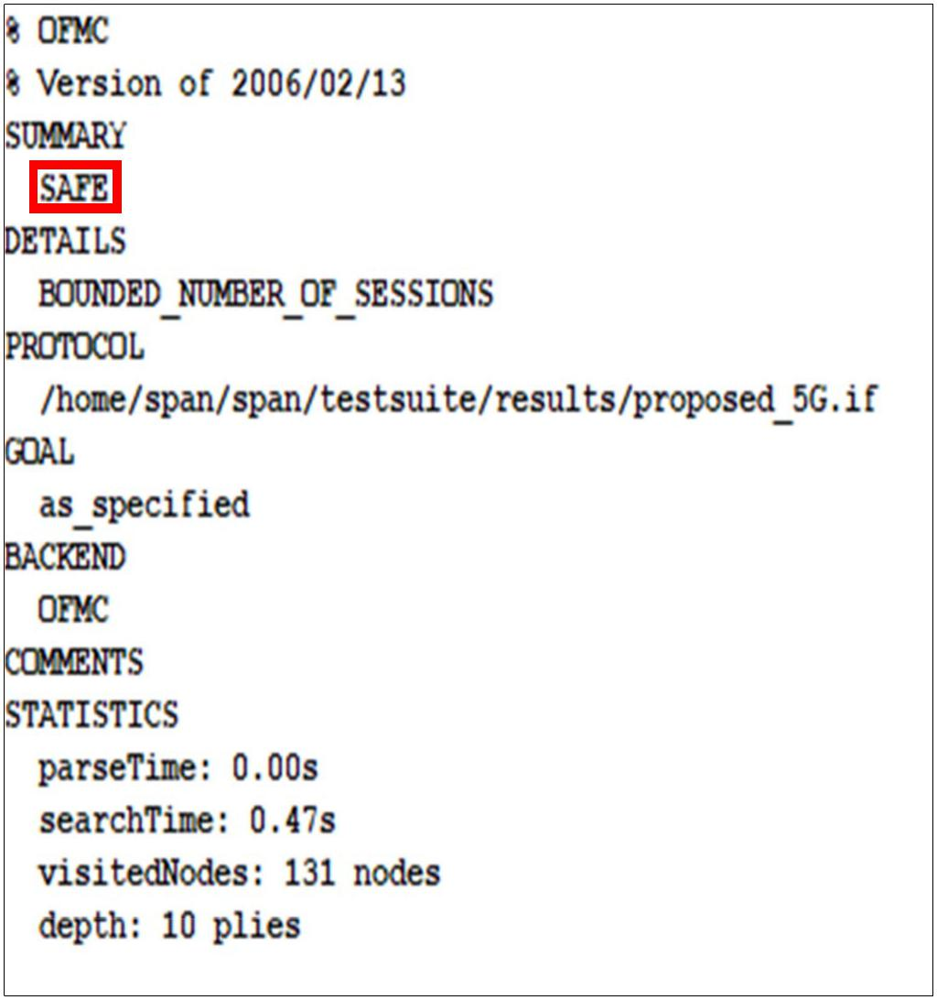 % OFMC
% Version of 2006/02/13
SUMMARY
SAFE
DETAILS
BOUNDED_NUMBER_OF_SESSIONS
PROTOCOL
/home/span/span/testsuite/results/proposed_5G.if
GOAL
as_specified
BACKEND
OFMC
COMMENTS
STATISTICS
parseTime: 0.00s
searchTime: 0.47s
visitedNodes: 131 nodes
depth: 10 plies